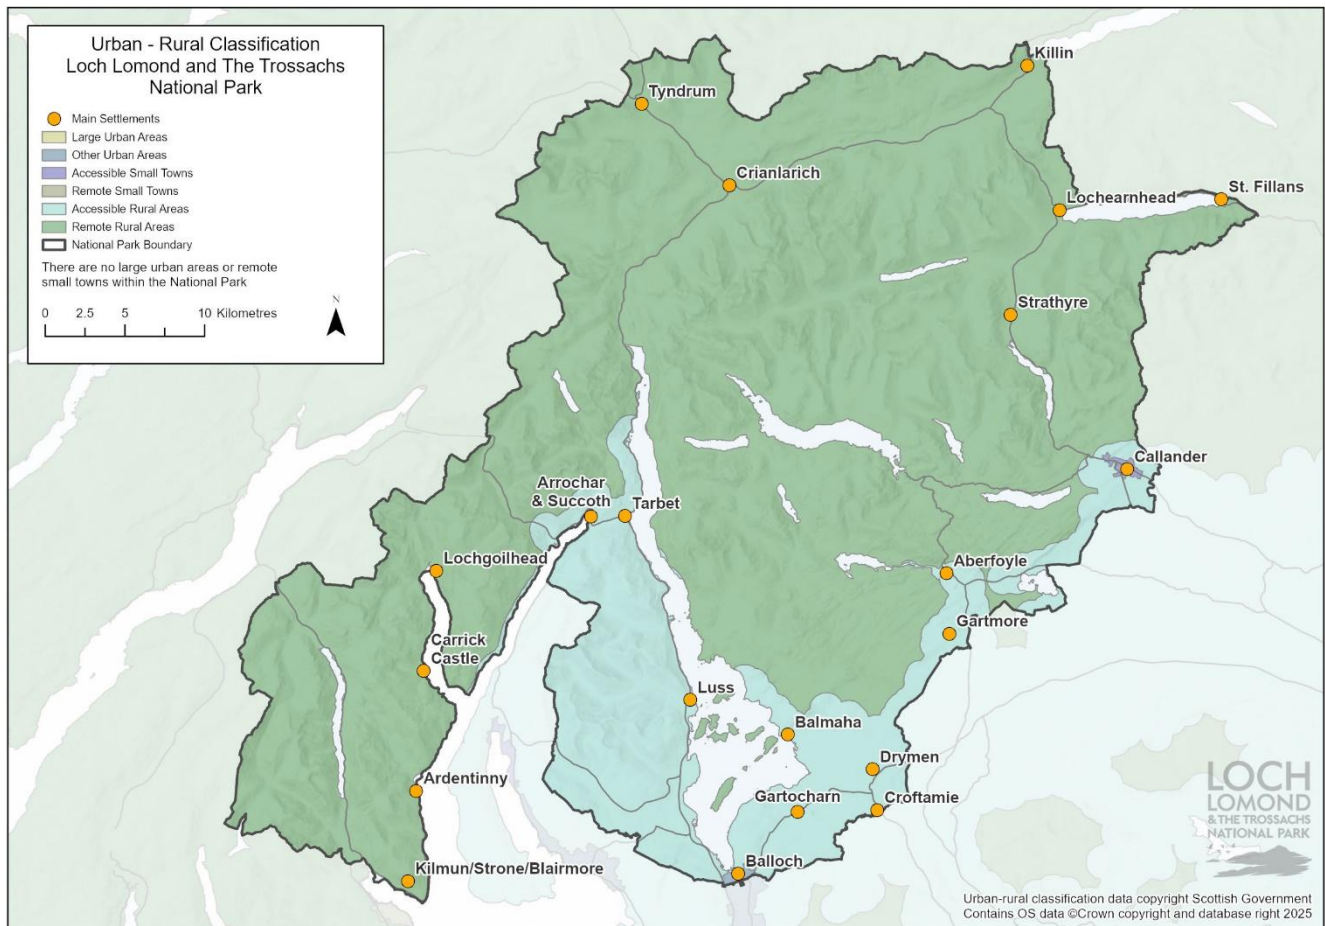 Urban - Rural Classification
Loch Lomond and The Trossachs
National Park
Main Settlements
Large Urban Areas
Other Urban Areas
Accessible Small Towns
Remote Small Towns
Accessible Rural Areas
Remote Rural Areas
National Park Boundary
There are no large urban areas or remote
small towns within the National Park
0 2.5 5 10 Kilometres
N
Killin
Tyndrum
Crianlarich
Lochearnhead
St. Fillans
Strathyre
Callander
Arrochar
& Succoth
Tarbet
Lochgoilhead
Aberfoyle
Gartmore
Carrick
Castle
Luss
Balmaha
Drymen
Ardentinny
Gartocharn
Croftamie
Balloch
Kilmun/Strone/Blairmore
LOCH
LOMOND
& THE TROSSACHS
NATIONAL PARK
Urban-rural classification data copyright Scottish Government
Contains OS data ©Crown copyright and database right 2025